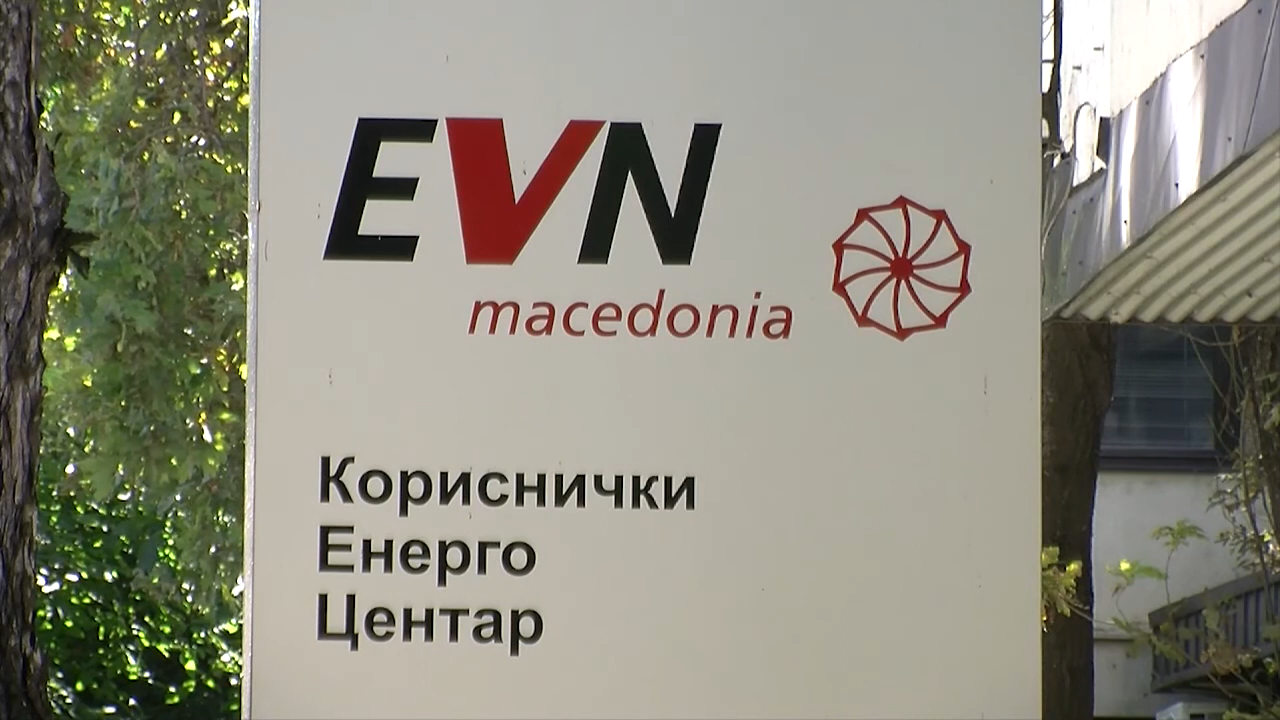 EVN
macedonia
Кориснички
Енерго
Центар